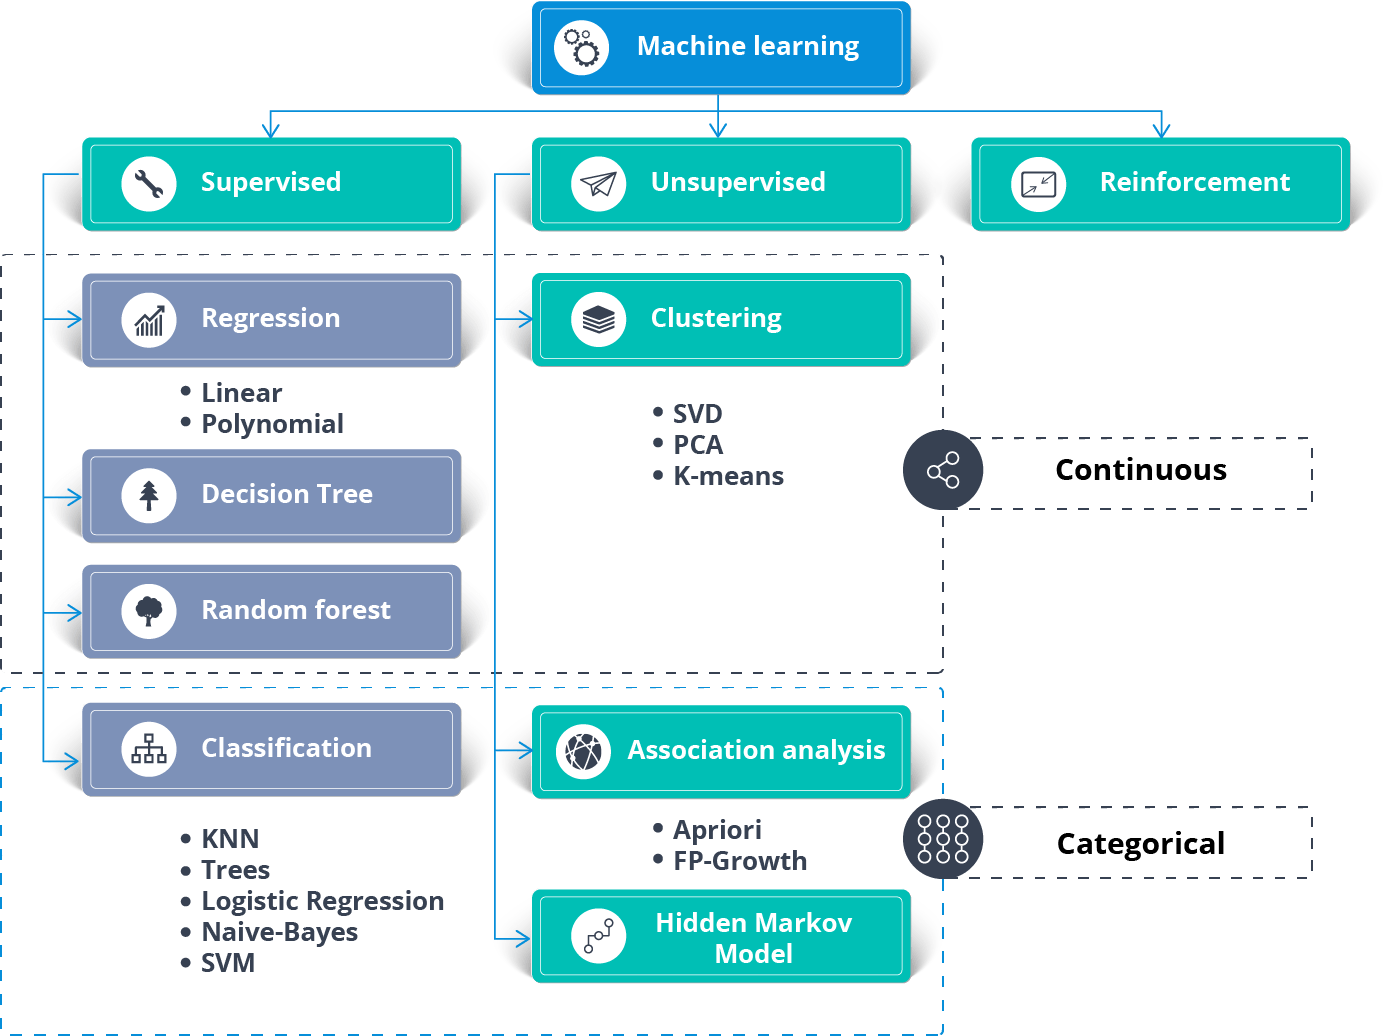 Machine learning
Supervised
Unsupervised
Reinforcement
Regression
• Linear
• Polynomial
Decision Tree
Random forest
Clustering
• SVD
• PCA
• K-means
Continuous
Classification
• KNN
• Trees
• Logistic Regression
• Naive-Bayes
• SVM
Association analysis
• Apriori
• FP-Growth
Hidden Markov
Model
Categorical